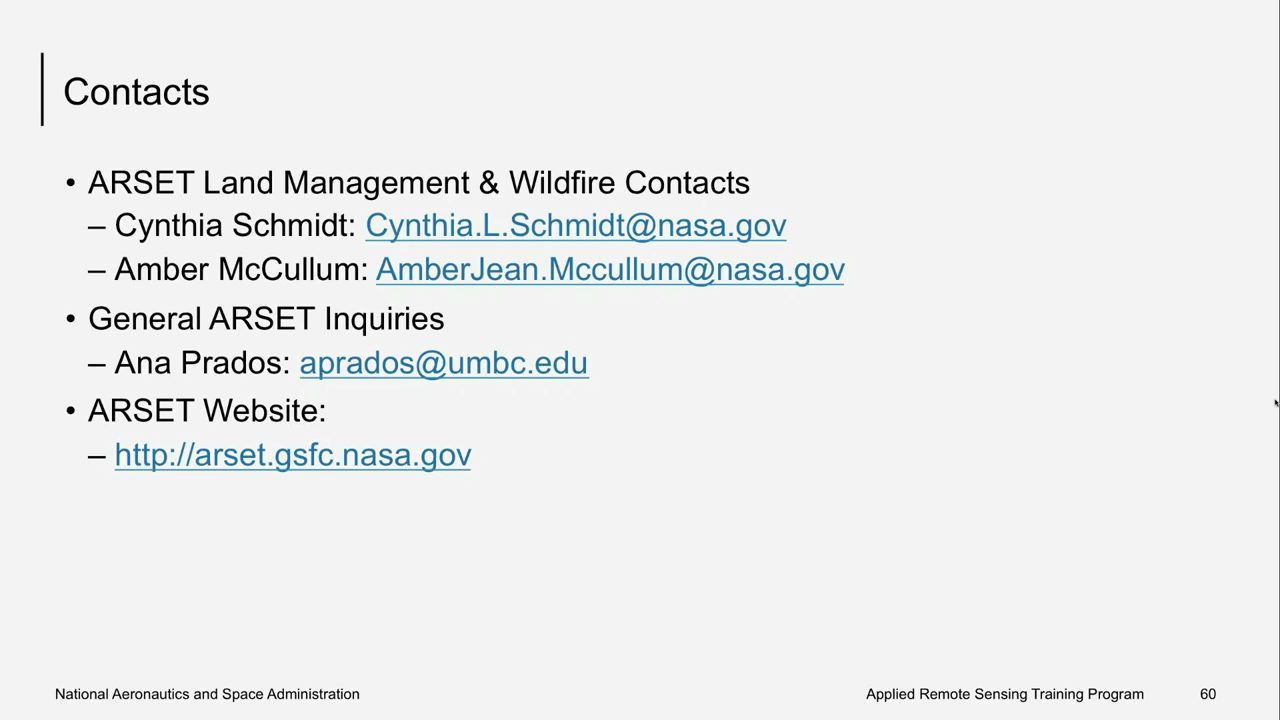 Contacts
• ARSET Land Management & Wildfire Contacts
– Cynthia Schmidt: Cynthia.L.Schmidt@nasa.gov
– Amber McCullum: AmberJean.Mccullum@nasa.gov
• General ARSET Inquiries
– Ana Prados: aprados@umbc.edu
• ARSET Website:
– http://arset.gsfc.nasa.gov
National Aeronautics and Space Administration
Applied Remote Sensing Training Program
60